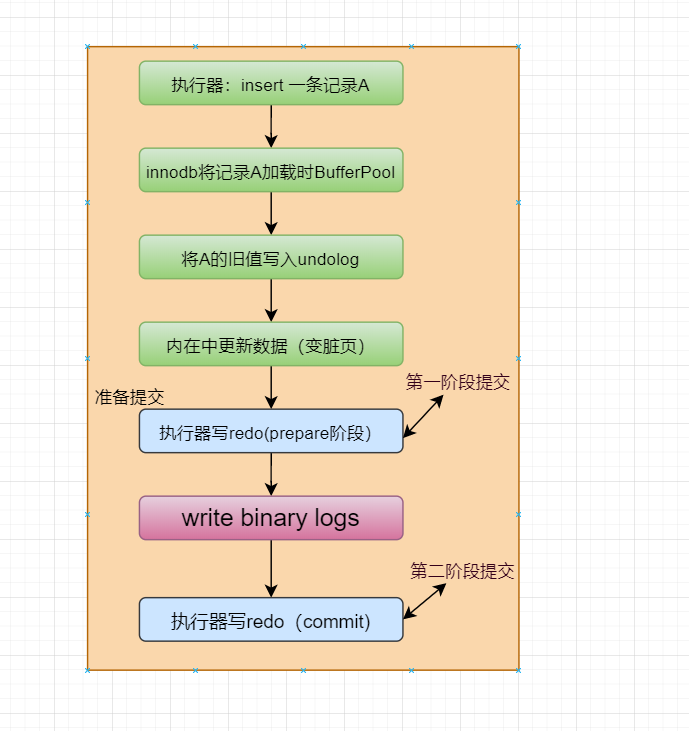 执行器：insert 一条记录A
innodb将记录A加载时BufferPool
将A的旧值写入undolog
内在中更新数据（变脏页）
准备提交
第一阶段提交
执行器写redo(prepare阶段）
write binary logs
第二阶段提交
执行器写redo（commit)